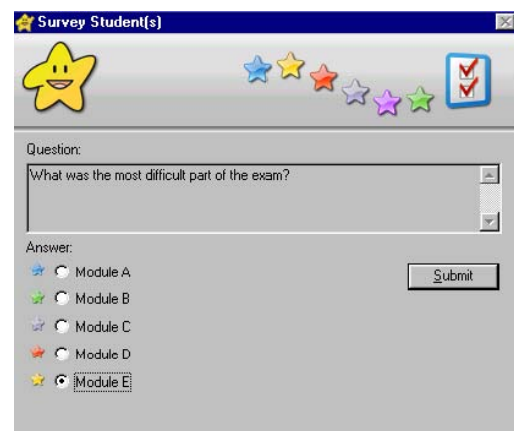 Survey Student(s)
Question:
What was the most difficult part of the exam?
Answer:
Module A
Submit
Module B
Module C
Module D
Module E